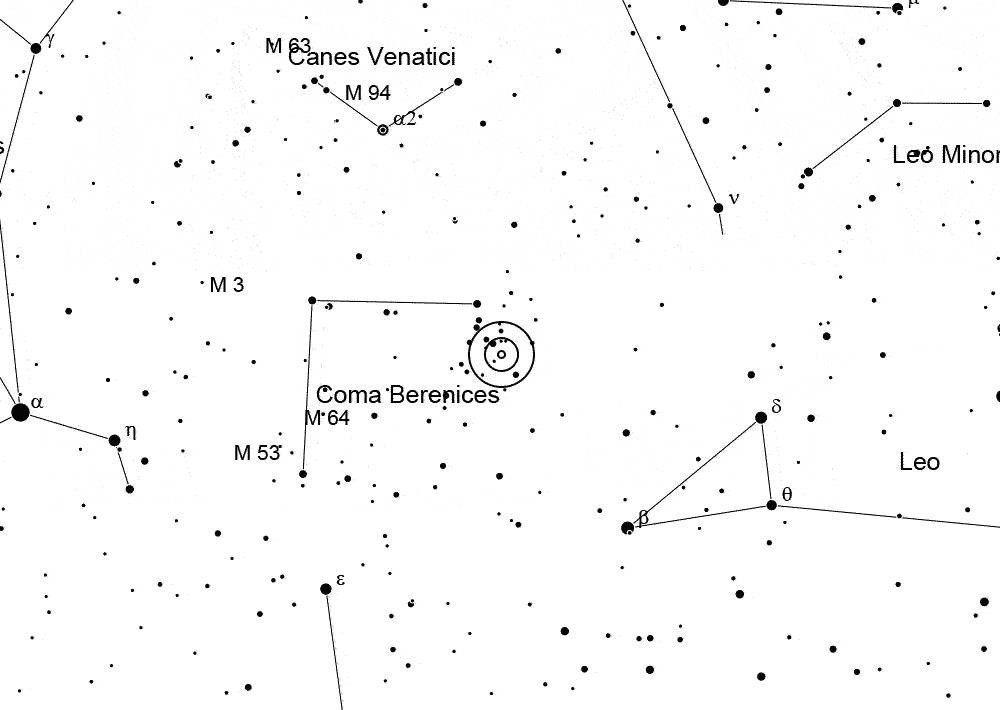 μ
γ
M 63
Canes Venatici
M 94
α2
s
Leo Minor
ν
M 3
Coma Berenices
α
δ
M 64
η
M 53
Leo
θ
β
ε